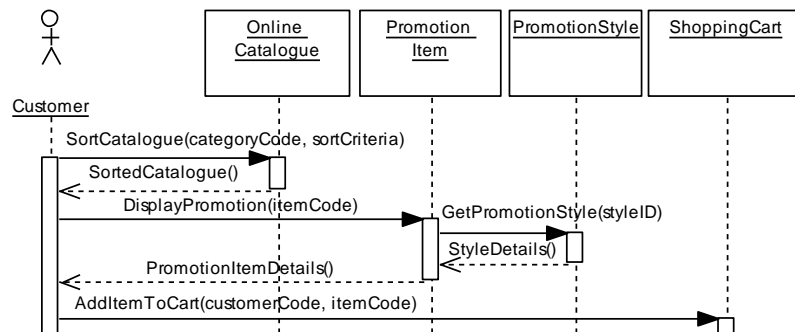 Online
Catalogue
Promotion
Item
PromotionStyle
ShoppingCart
Customer
SortCatalogue(categoryCode, sortCriteria)
SortedCatalogue()
DisplayPromotion(itemCode)
GetPromotionStyle(styleID)
StyleDetails()
PromotionItemDetails()
AddItemToCart(customerCode, itemCode)